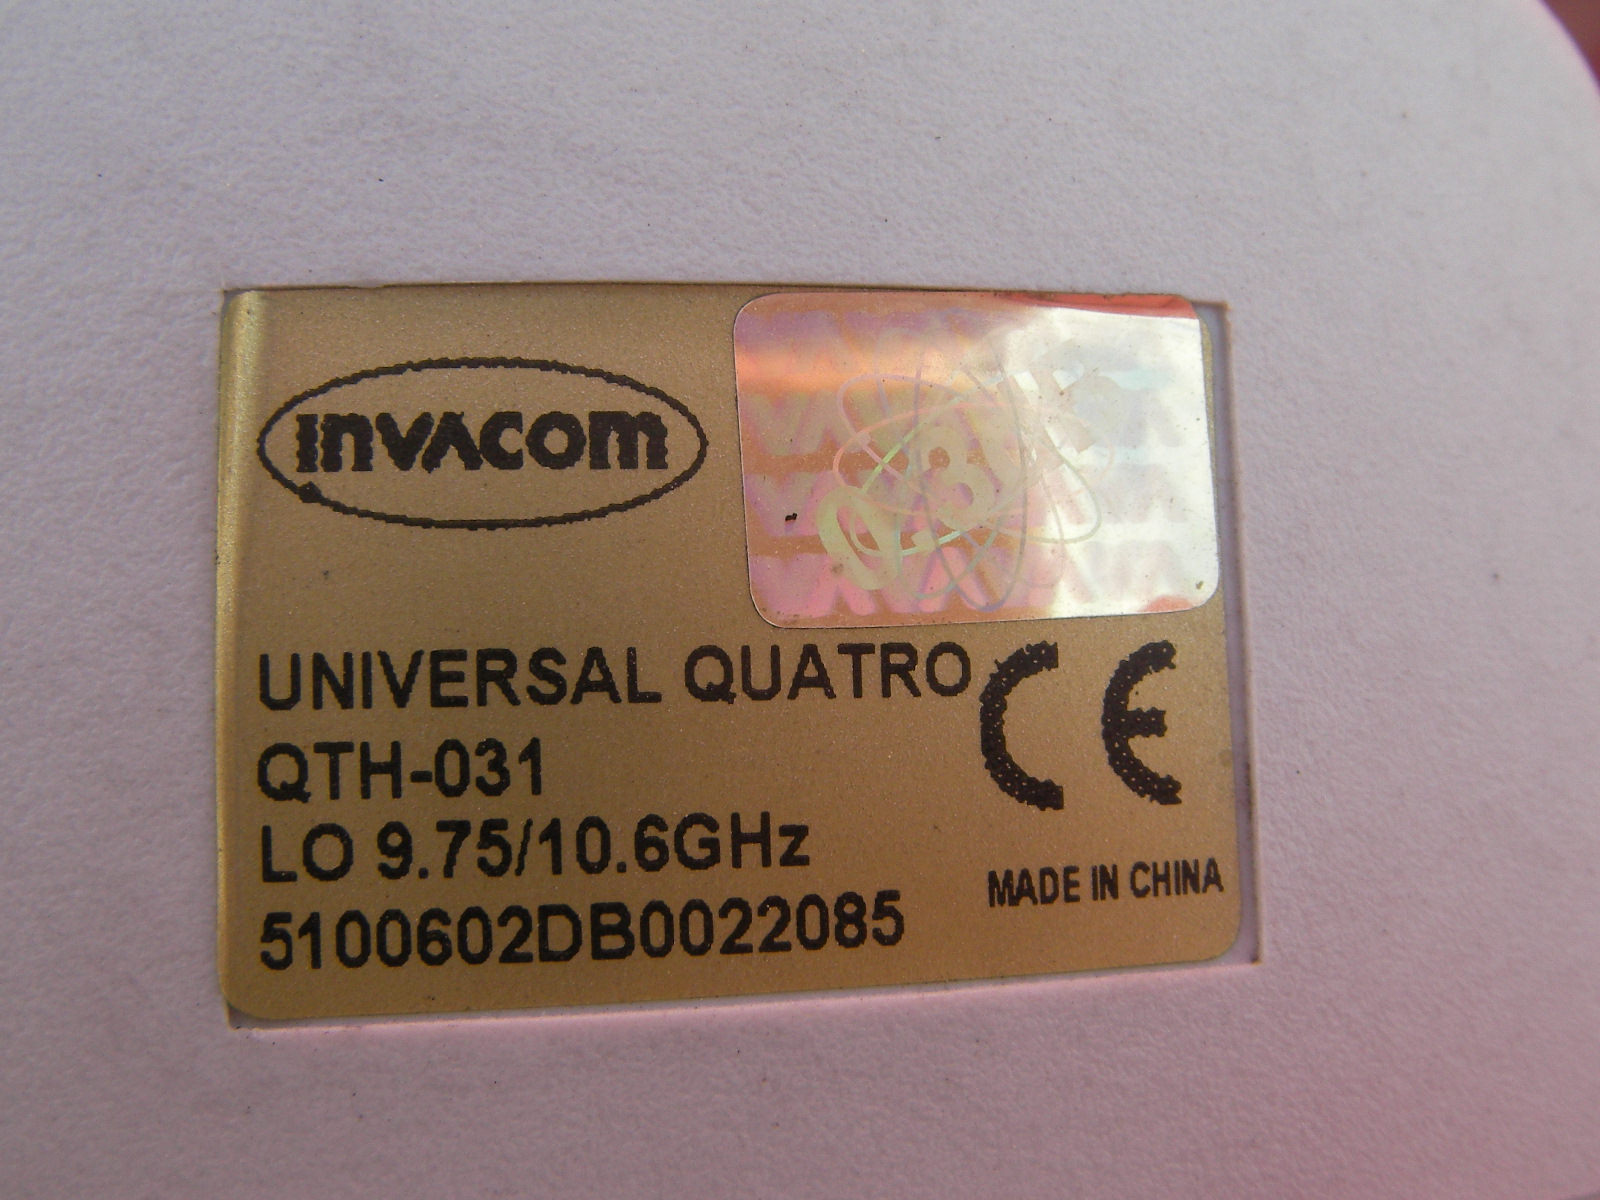 INVACOM
UNIVERSAL QUATRO
QTH-031
LO 9.75/10.6GHz
5100602DB0022085
CE
MADE IN CHINA